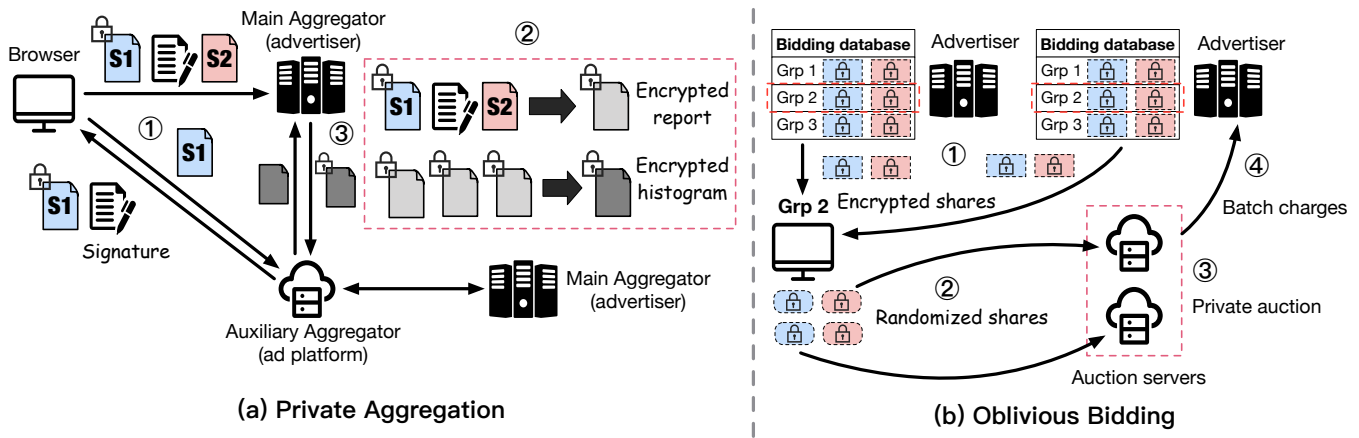 Browser
S1
S2
Main Aggregator
(advertiser)
①
S1
S1
Signature
③
②
S1
S2
Encrypted
report
Encrypted
histogram
Auxiliary Aggregator
(ad platform)
Main Aggregator
(advertiser)
(a) Private Aggregation
Bidding database
Grp 1
Grp 2
Grp 3
Advertiser
Bidding database
Grp 1
Grp 2
Grp 3
Advertiser
①
Grp 2
Encrypted shares
②
Randomized shares
④
Batch charges
③
Private auction
Auction servers
(b) Oblivious Bidding